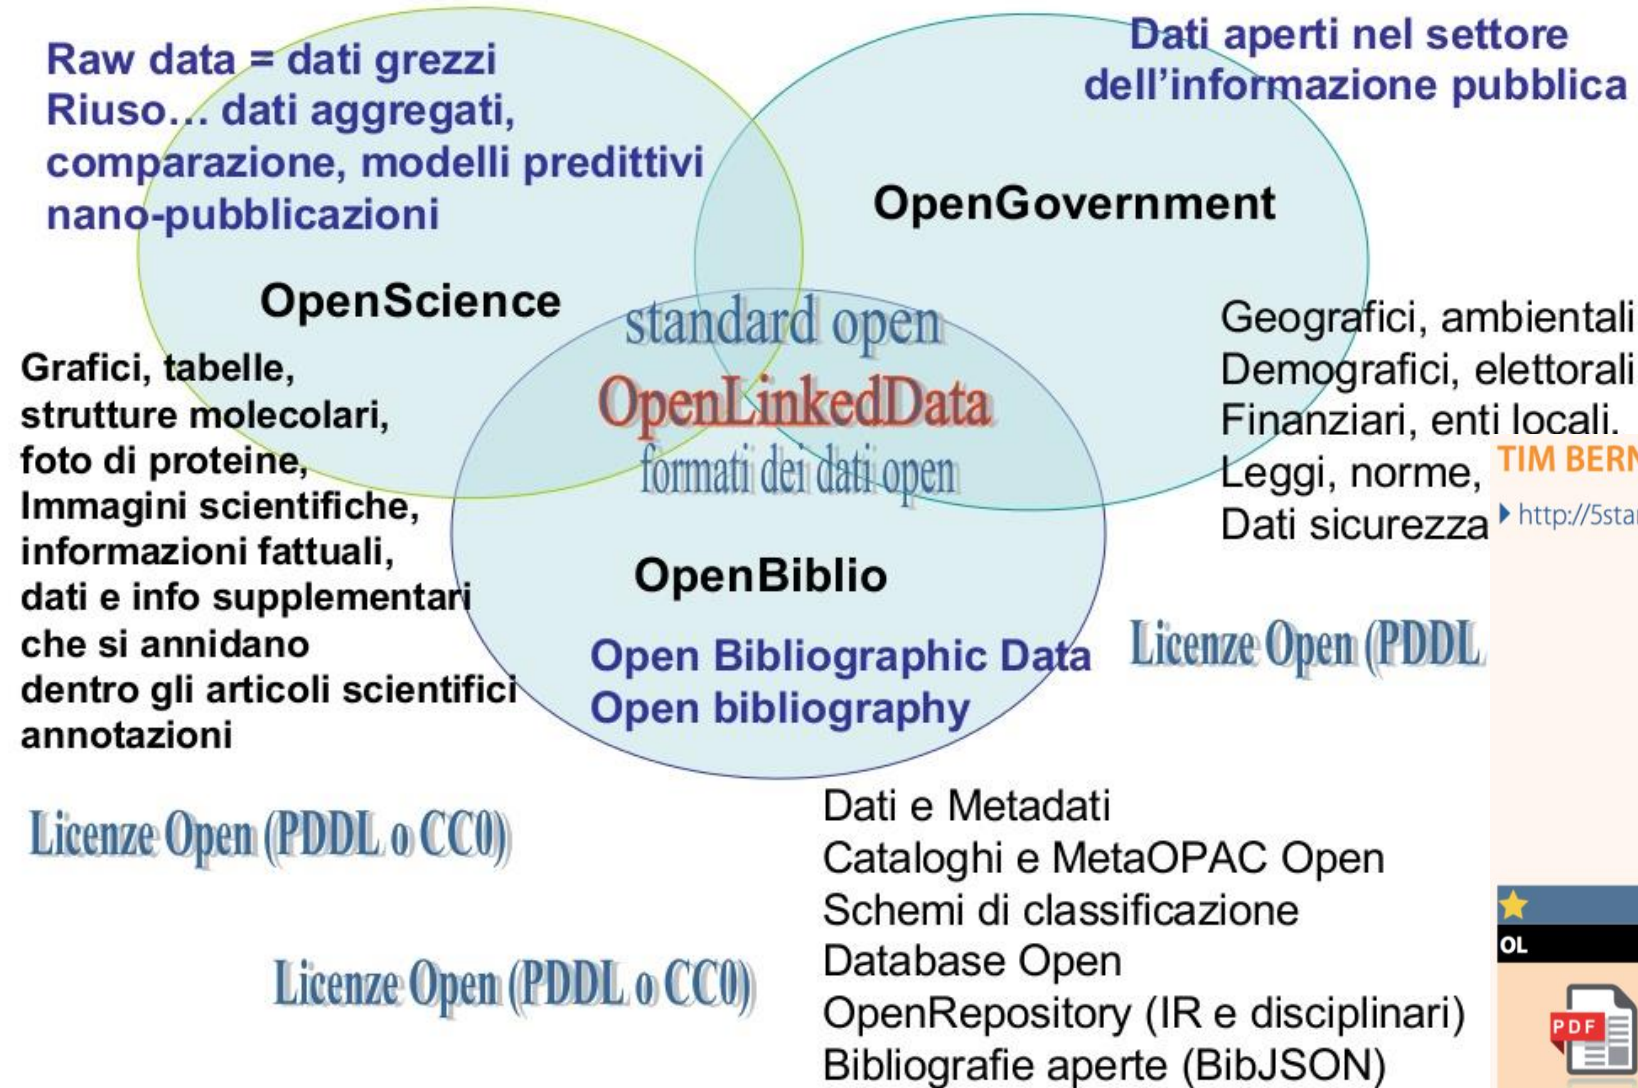 Raw data = dati grezzi
Riuso... dati aggregati,
comparazione, modelli predittivi
nano-pubblicazioni
Dati aperti nel settore
dell'informazione pubblica
OpenGovernment
OpenScience
standard open
OpenLinkedData
formati dei dati open
Grafici, tabelle,
strutture molecolari,
foto di proteine,
Immagini scientifiche,
informazioni fattuali,
dati e info supplementari
che si annidano
dentro gli articoli scientifici
annotazioni
Geografici, ambientali
Demografici, elettorali
Finanziari, enti locali.
Leggi, norme,
Dati sicurezza
TIM BERN
http://5sta
OpenBiblio
Open Bibliographic Data
Open bibliography
Licenze Open (PDDL
Licenze Open (PDDL o CC0)
Licenze Open (PDDL o CC0)
Dati e Metadati
Cataloghi e MetaOPAC Open
Schemi di classificazione
Database Open
OpenRepository (IR e disciplinari)
Bibliografie aperte (BibJSON)
OL
PDF